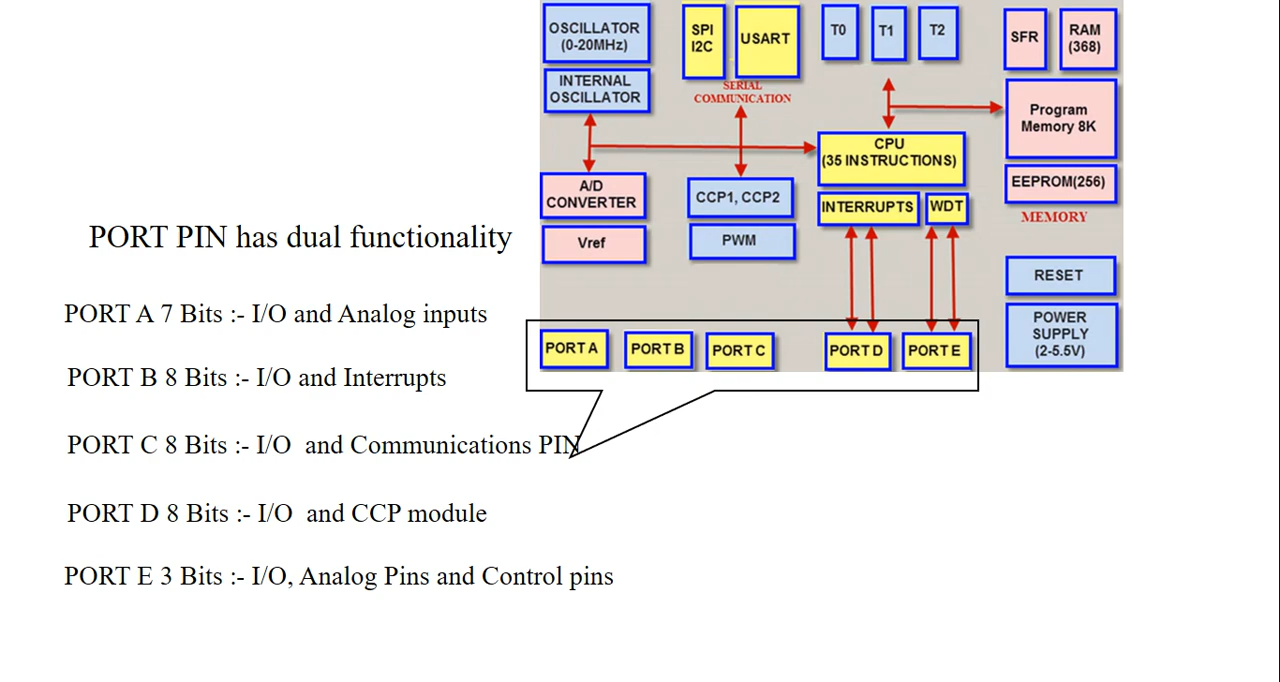 OSCILLATOR
(0-20MHz)
INTERNAL
OSCILLATOR
SPI
I2C
USART
SERIAL
COMMUNICATION
T0
T1
T2
SFR
RAM
(368)
Program
Memory 8K
EEPROM(256)
MEMORY
CPU
(35 INSTRUCTIONS)
INTERRUPTS
WDT
A/D
CONVERTER
Vref
CCP1, CCP2
PWM
RESET
POWER
SUPPLY
(2-5.5V)
PORT A
PORT B
PORT C
PORT D
PORT E
PORT PIN has dual functionality
PORT A 7 Bits :- I/O and Analog inputs
PORT B 8 Bits :- I/O and Interrupts
PORT C 8 Bits :- I/O  and Communications PIN
PORT D 8 Bits :- I/O  and CCP module
PORT E 3 Bits :- I/O, Analog Pins and Control pins